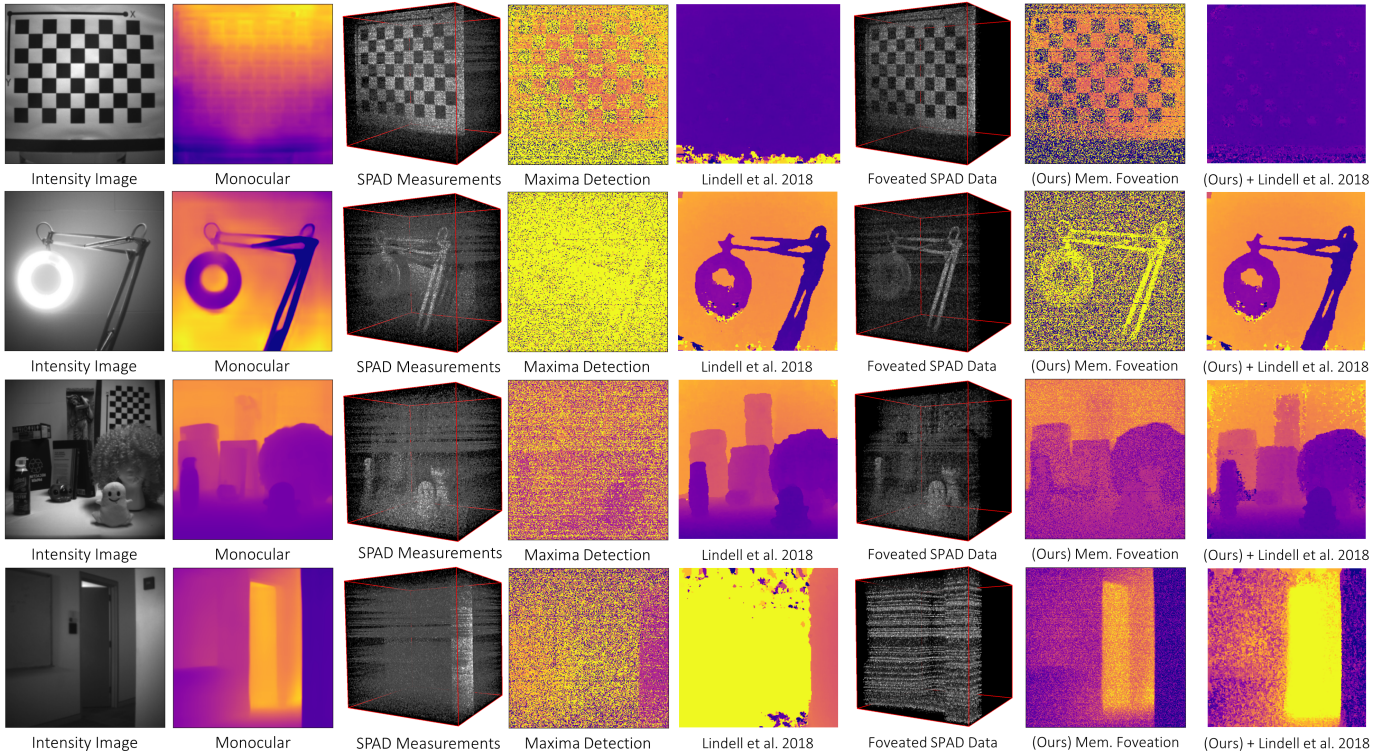 X
Intensity Image Monocular SPAD Measurements Maxima Detection Lindell et al. 2018 Foveated SPAD Data (Ours) Mem. Foveation (Ours) + Lindell et al. 2018
Intensity Image Monocular SPAD Measurements Maxima Detection Lindell et al. 2018 Foveated SPAD Data (Ours) Mem. Foveation (Ours) + Lindell et al. 2018
Intensity Image Monocular SPAD Measurements Maxima Detection Lindell et al. 2018 Foveated SPAD Data (Ours) Mem. Foveation (Ours) + Lindell et al. 2018
Intensity Image Monocular SPAD Measurements Maxima Detection Lindell et al. 2018 Foveated SPAD Data (Ours) Mem. Foveation (Ours) + Lindell et al. 2018